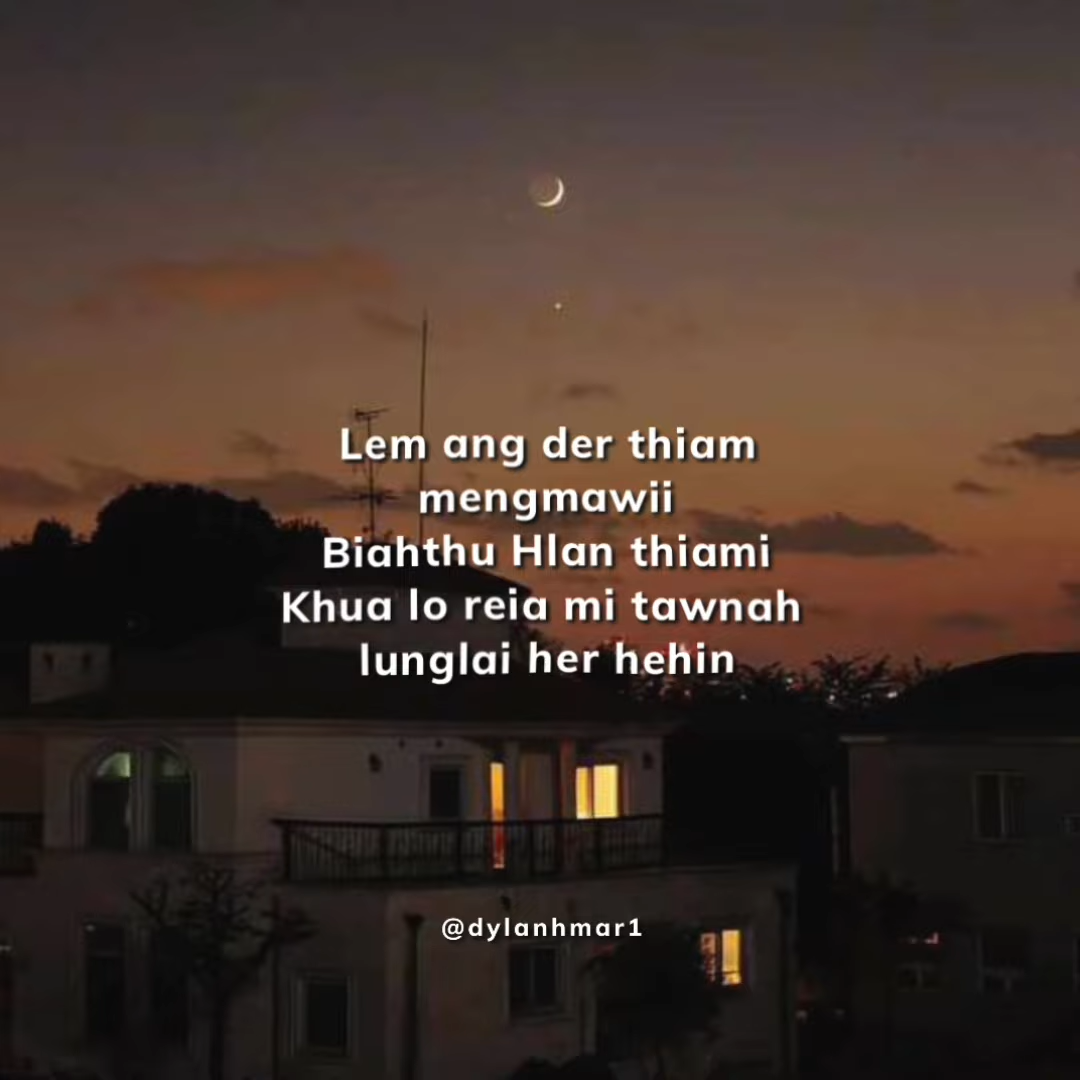 Lem ang der thiam
mengmawii
Biahthu Hlan thiami
Khua lo reia mi tawnah
lunglai her hehin
@dylanhmar1